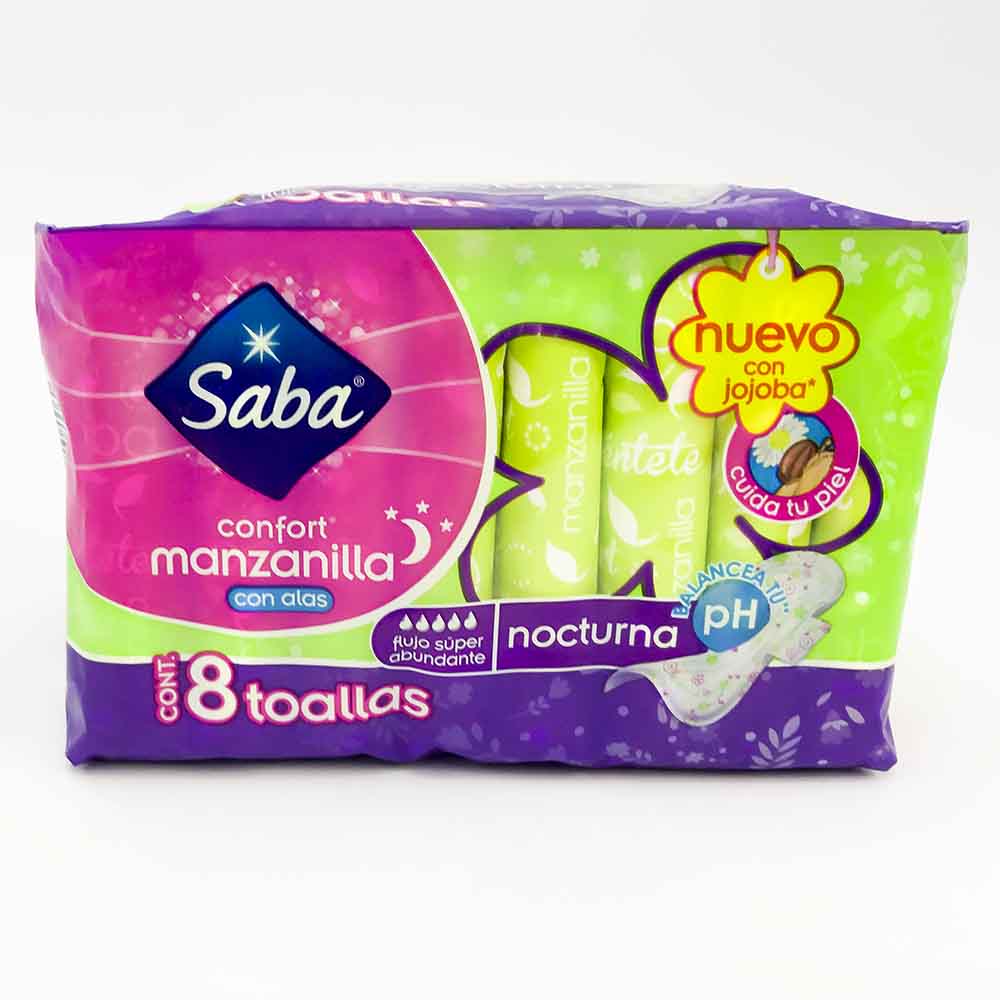 toallas
Saba®
confort®
manzanilla
con alas
CONT. 8 toallas
flujo súper
abundante
nocturna
BALANCEA TU**
pH
nuevo
con
jojoba*
cuida tu piel
manzanilla